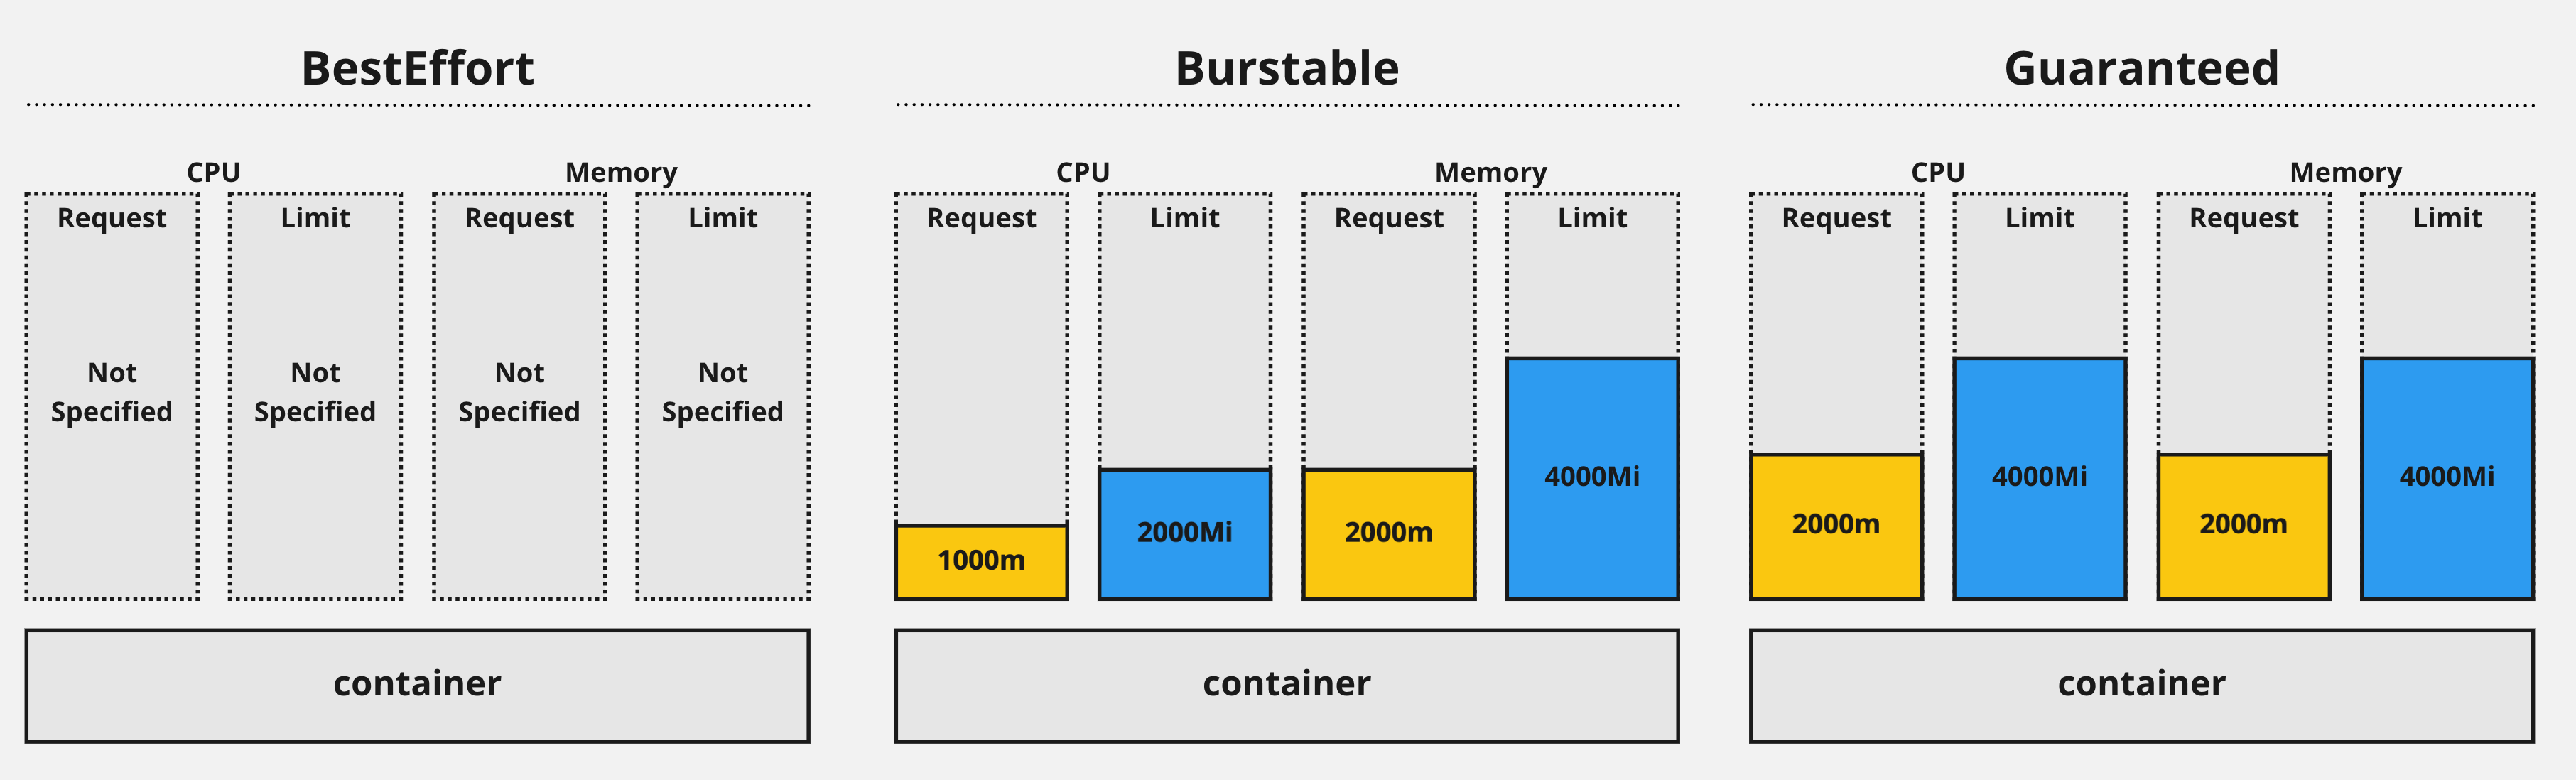 BestEffort
CPU
Memory
Request
Limit
Request
Limit
Not
Specified
Not
Specified
Not
Specified
Not
Specified
container
Burstable
CPU
Memory
Request
Limit
Request
Limit
1000m
2000Mi
2000m
4000Mi
container
Guaranteed
CPU
Memory
Request
Limit
Request
Limit
2000m
4000Mi
2000m
4000Mi
container